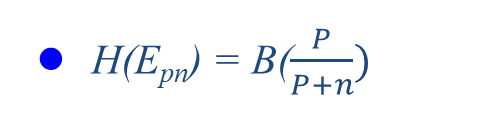 ● H(E_pn) = B(P/P+n)